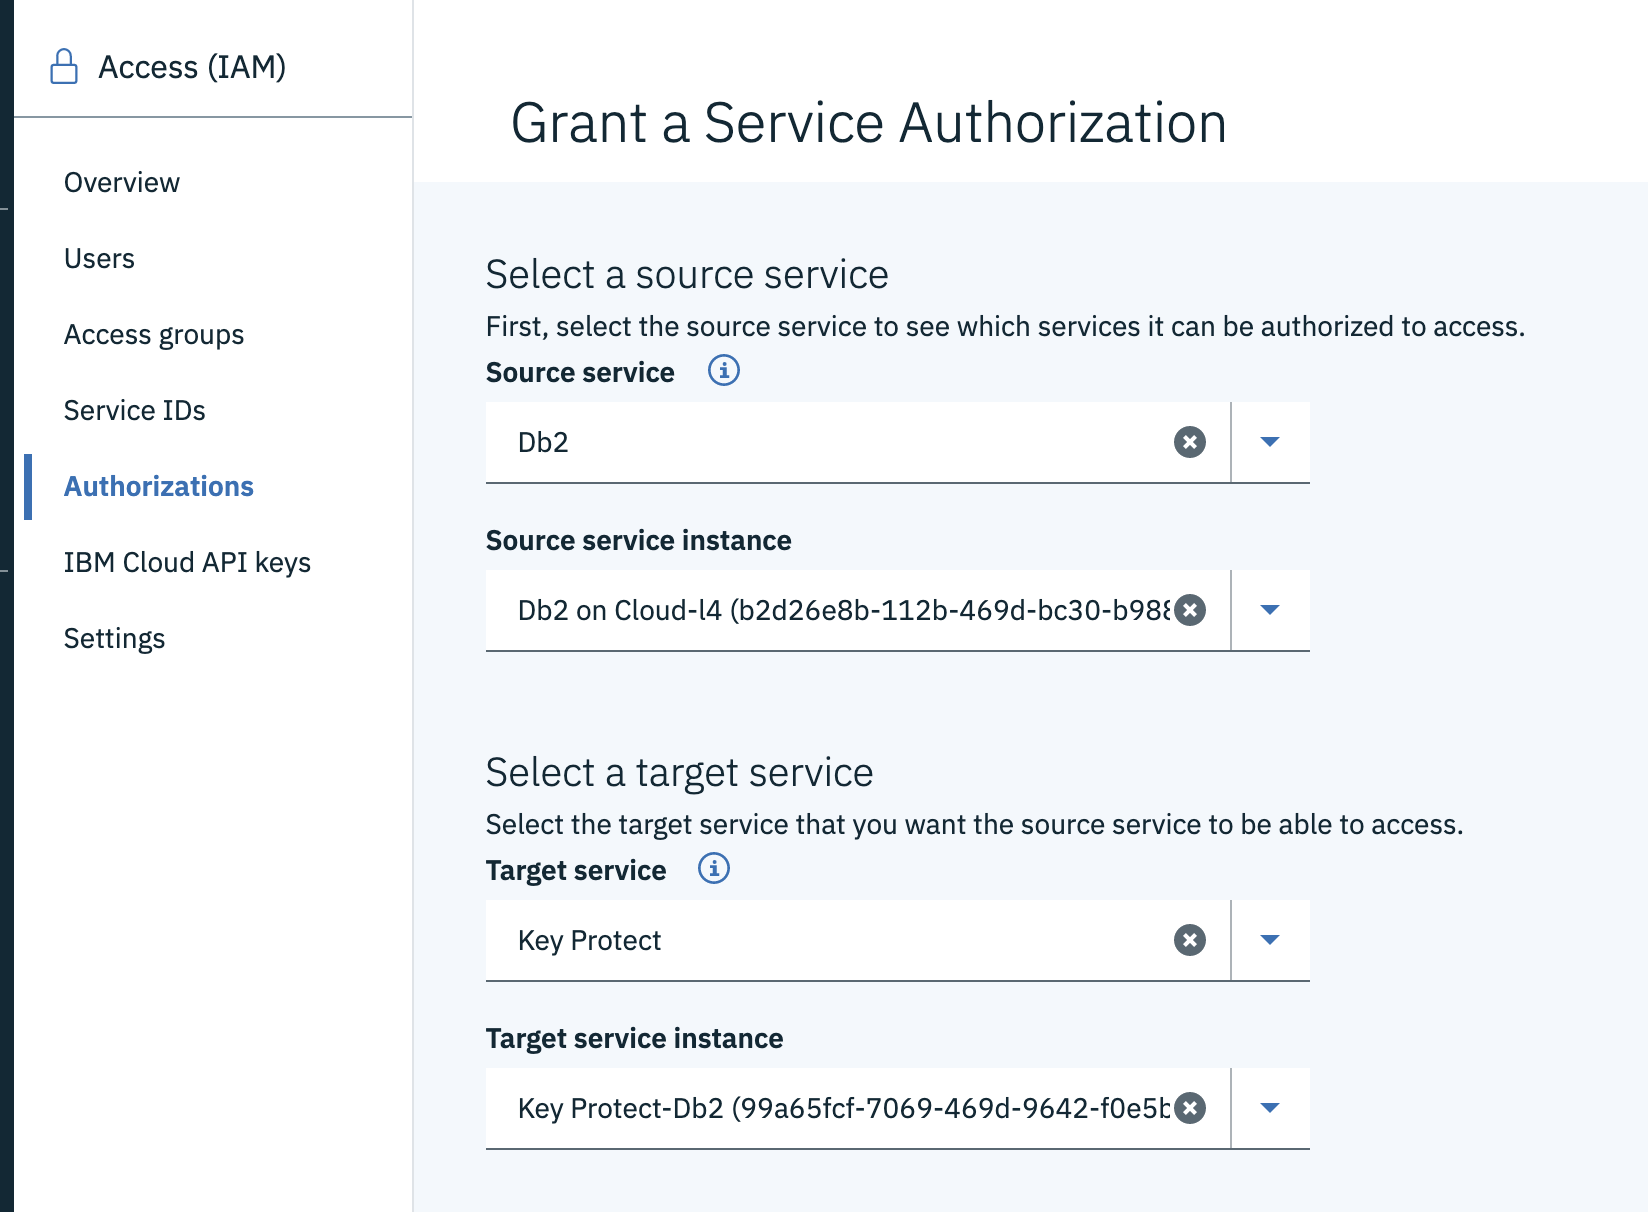 Access (IAM)
Overview
Users
Access groups
Service IDs
Authorizations
IBM Cloud API keys
Settings
Grant a Service Authorization
Select a source service
First, select the source service to see which services it can be authorized to access.
Source service
Db2
Source service instance
Db2 on Cloud-l4 (b2d26e8b-112b-469d-bc30-b988
Select a target service
Select the target service that you want the source service to be able to access.
Target service
Key Protect
Target service instance
Key Protect-Db2 (99a65fcf-7069-469d-9642-f0e5b